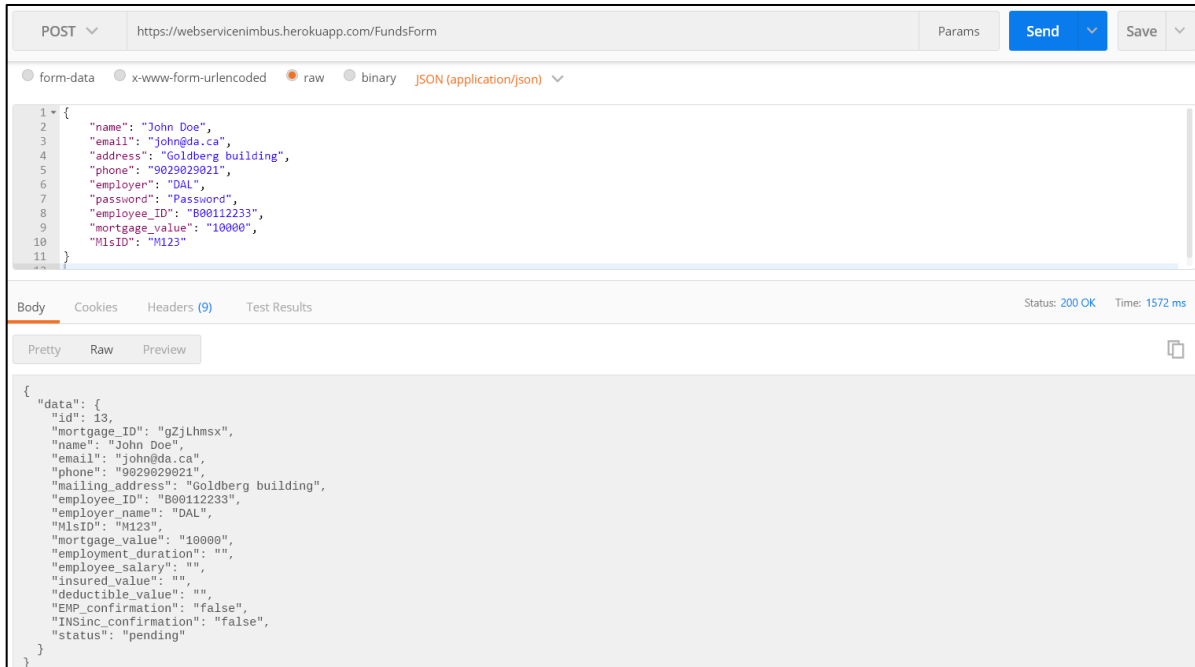 POST https://webservicenimbus.herokuapp.com/FundsForm Params Send Save
form-data x-www-form-urlencoded raw binary JSON (application/json)
1 {
2 "name": "John Doe",
3 "email": "john@da.ca",
4 "address": "Goldberg building",
5 "phone": "9029029021",
6 "employer": "DAL",
7 "password": "Password",
8 "employee_ID": "B00112233",
9 "mortgage_value": "10000",
10 "MlsID": "M123"
11 }
12
Body Cookies Headers (9) Test Results Status: 200 OK Time: 1572 ms
Pretty Raw Preview
{
"data": {
"id": 13,
"mortgage_ID": "gZjLhmsx",
"name": "John Doe",
"email": "john@da.ca",
"phone": "9029029021",
"mailing_address": "Goldberg building",
"employee_ID": "B00112233",
"employer_name": "DAL",
"MlsID": "M123",
"mortgage_value": "10000",
"employment_duration": "",
"employee_salary": "",
"insured_value": "",
"deductible_value": "",
"EMP_confirmation": "false",
"INSinc_confirmation": "false",
"status": "pending"
}
}